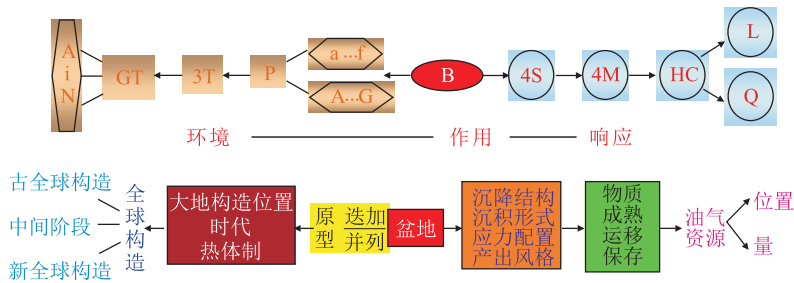 A
i
N
GT
3T
P
a…f
A…G
B
4S
4M
HC
L
Q
环境
作用
响应
古全球构造
中间阶段
新全球构造
全球构造
大地构造位置
时代
热体制
原型
迭加
并列
盆地
沉降结构
沉积形式
应力配置
产出风格
物质
成熟
运移
保存
油气
资源
位置
量